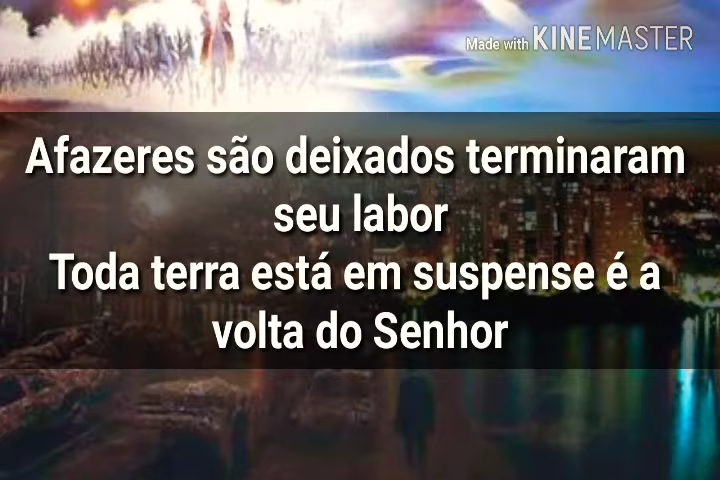 Made with KINEMASTER
Afazeres são deixados terminaram
seu labor
Toda terra está em suspense é a
volta do Senhor